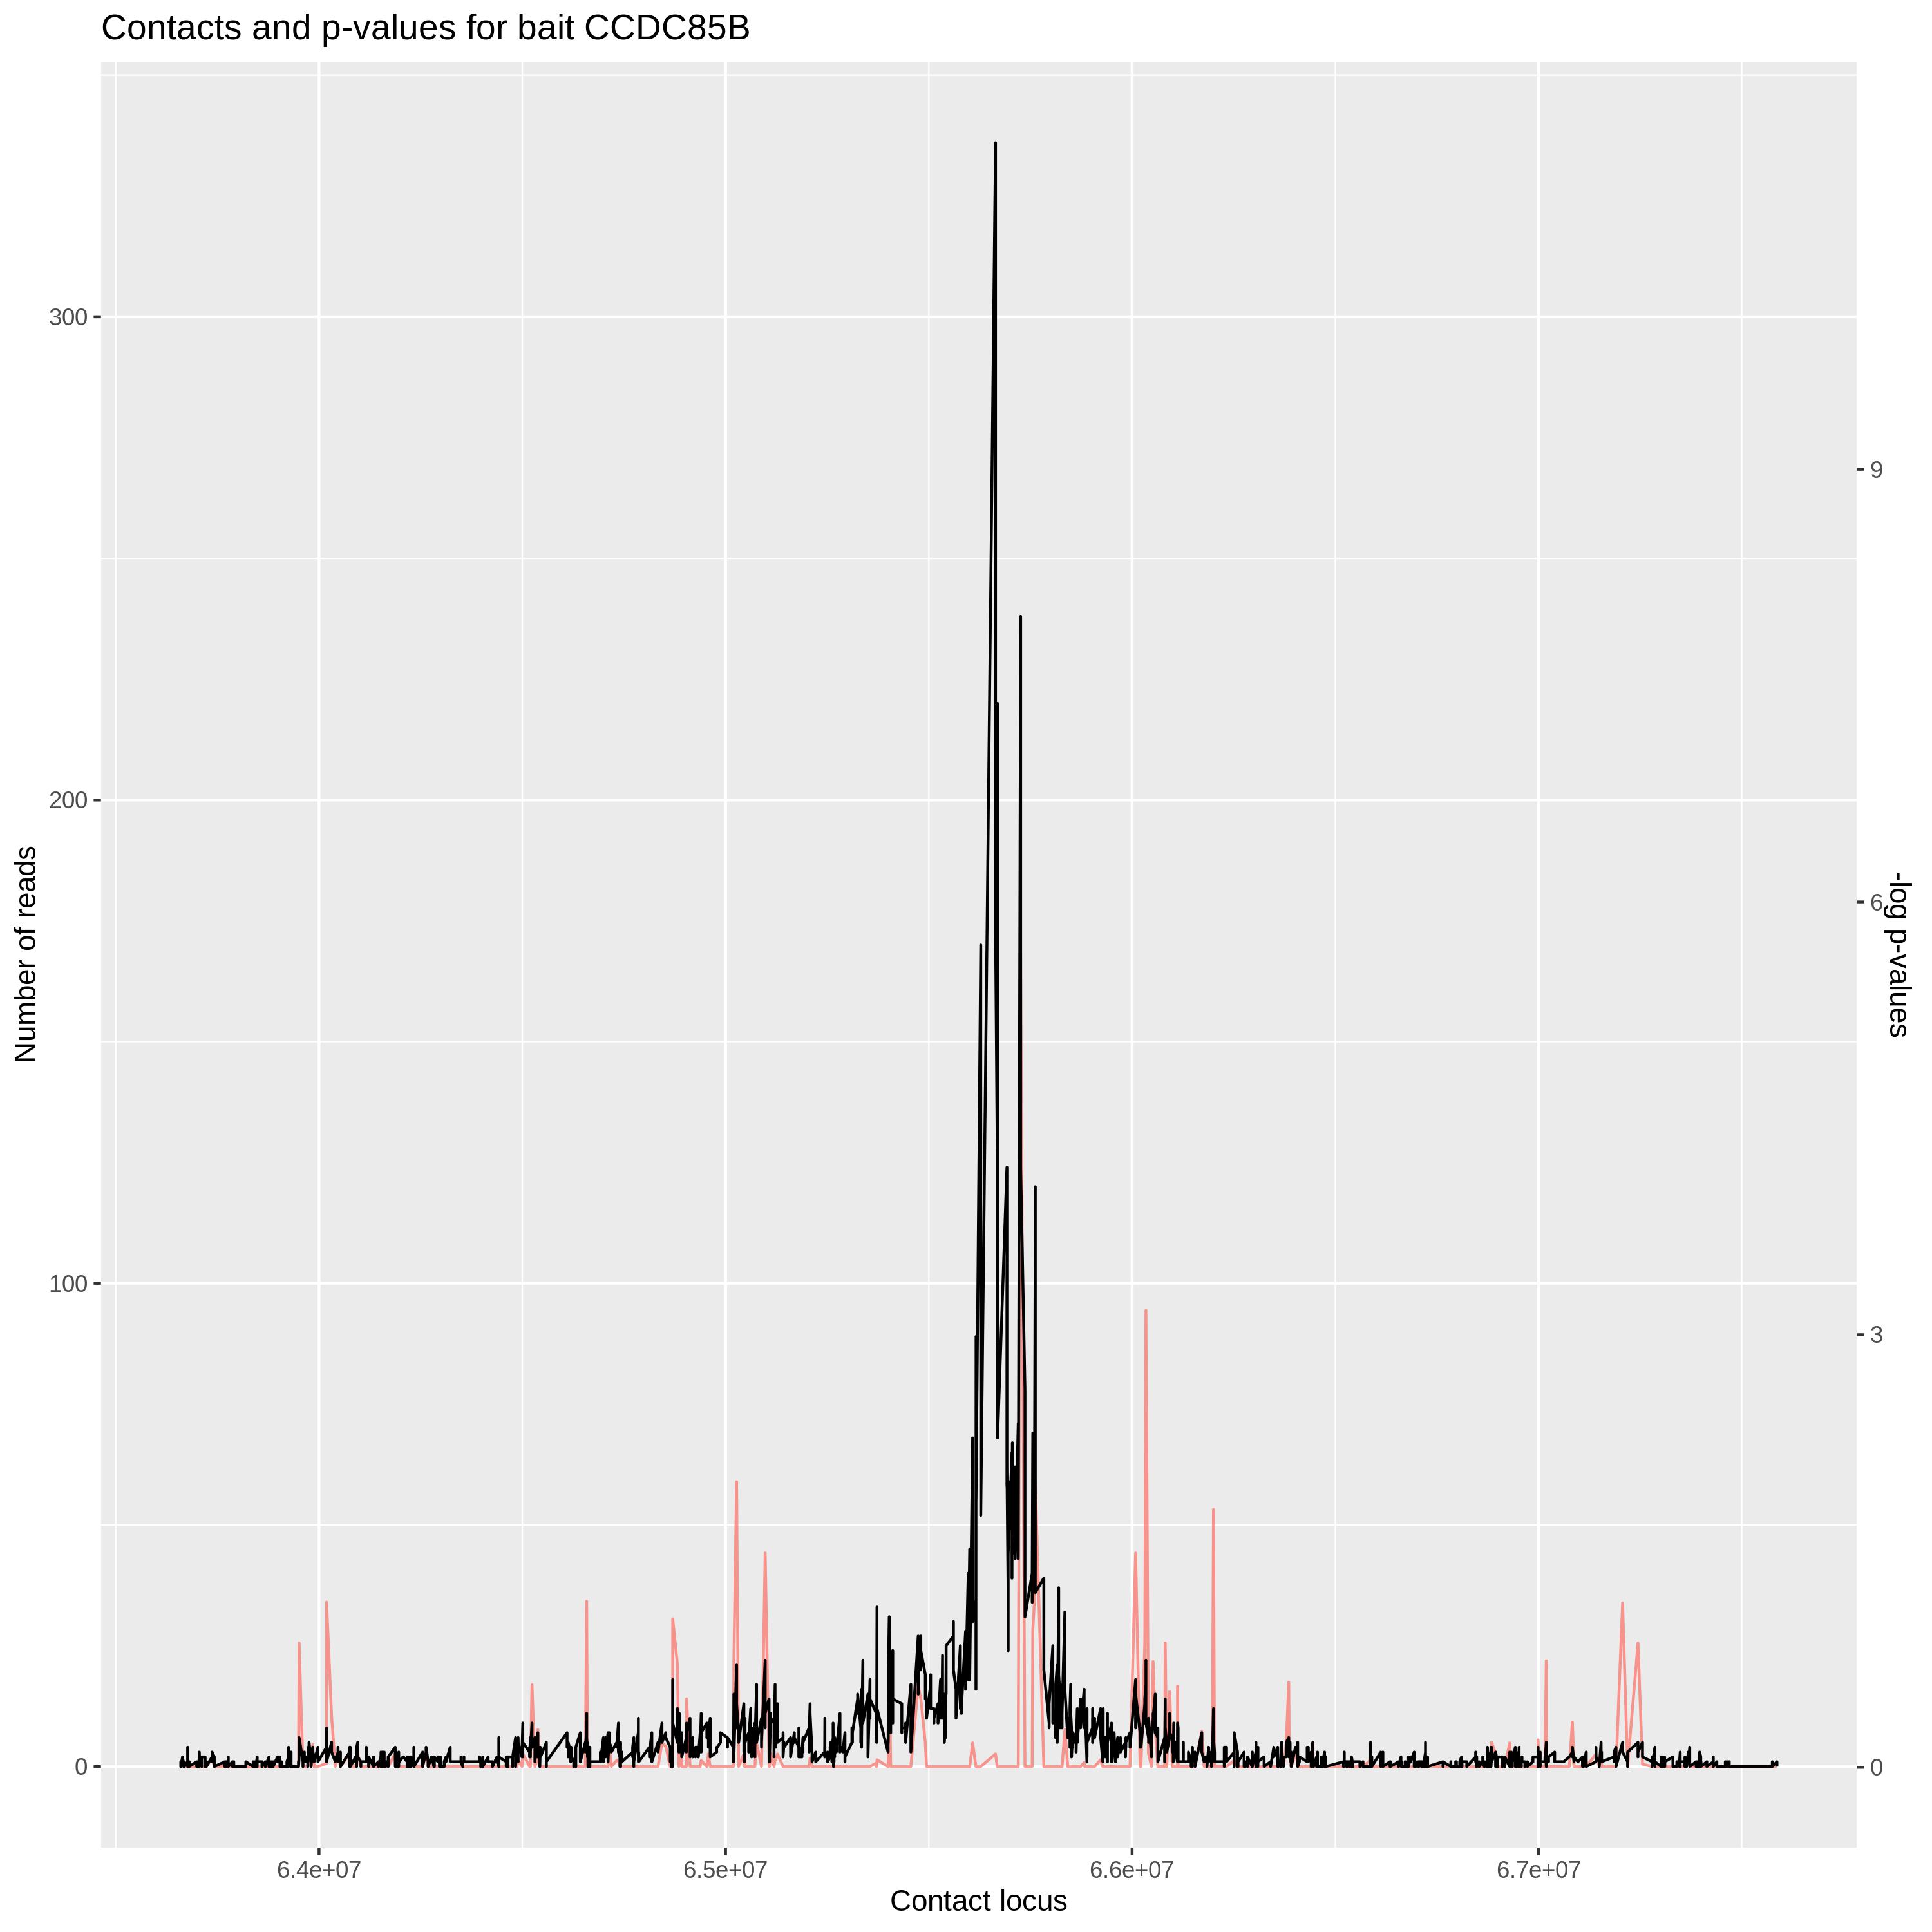 Contacts and p-values for bait CCDC85B
Number of reads
300
200
100
0
9
6
3
0
-log p-values
6.4e+07
6.5e+07
6.6e+07
6.7e+07
Contact locus